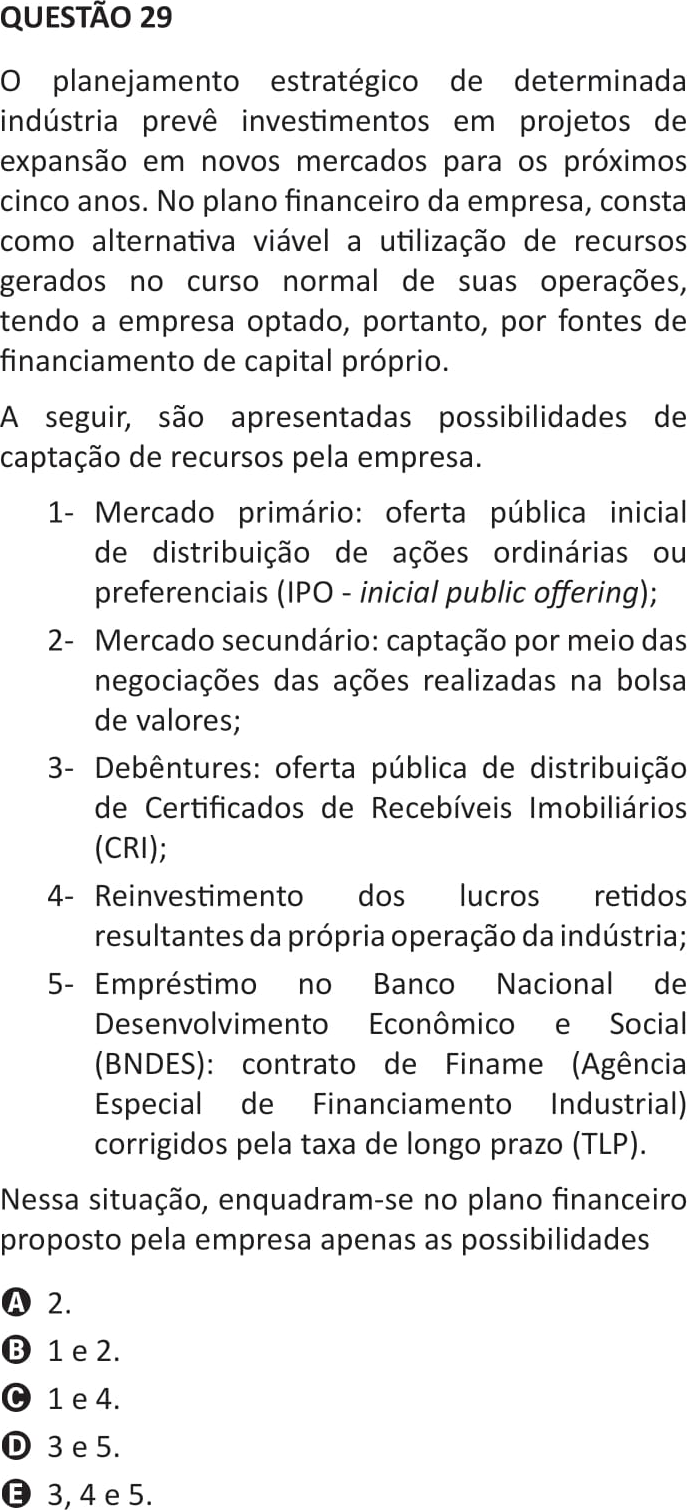 QUESTÃO 29
O planejamento estratégico de determinada
indústria prevê investimentos em projetos de
expansão em novos mercados para os próximos
cinco anos. No plano financeiro da empresa, consta
como alternativa viável a utilização de recursos
gerados no curso normal de suas operações,
tendo a empresa optado, portanto, por fontes de
financiamento de capital próprio.
A seguir, são apresentadas possibilidades de
captação de recursos pela empresa.
1- Mercado primário: oferta pública inicial
de distribuição de ações ordinárias ou
preferenciais (IPO - inicial public offering);
2- Mercado secundário: captação por meio das
negociações das ações realizadas na bolsa
de valores;
3- Debêntures: oferta pública de distribuição
de Certificados de Recebíveis Imobiliários
(CRI);
4- Reinvestimento dos lucros retidos
resultantes da própria operação da indústria;
5- Empréstimo no Banco Nacional de
Desenvolvimento Econômico e Social
(BNDES): contrato de Finame (Agência
Especial de Financiamento Industrial)
corrigidos pela taxa de longo prazo (TLP).
Nessa situação, enquadram-se no plano financeiro
proposto pela empresa apenas as possibilidades
A 2.
B 1 e 2.
C 1 e 4.
D 3 e 5.
E 3, 4 e 5.